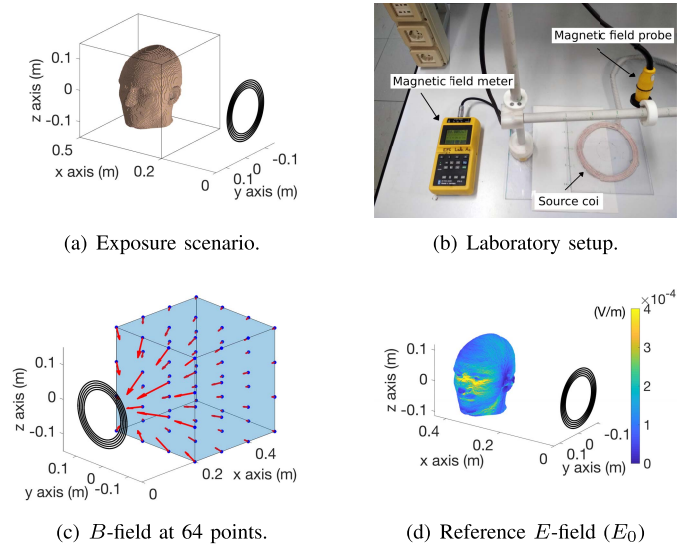 0.1
0
-0.1
z axis (m)
0.5
x axis (m)
0.2
0
0.1
0
-0.1
y axis (m)
Magnetic field probe
Magnetic field meter
Source coi
(a) Exposure scenario.
(b) Laboratory setup.
0.1
0
-0.1
z axis (m)
0.1
0
-0.1
y axis (m)
0
0.2
0.4
x axis (m)
(V/m)
×10⁻⁴
4
3
2
1
0
0.1
0
-0.1
z axis (m)
0.4
x axis (m)
0.2
0
0.1
0
-0.1
y axis (m)
(c) B-field at 64 points.
(d) Reference E-field (E₀)